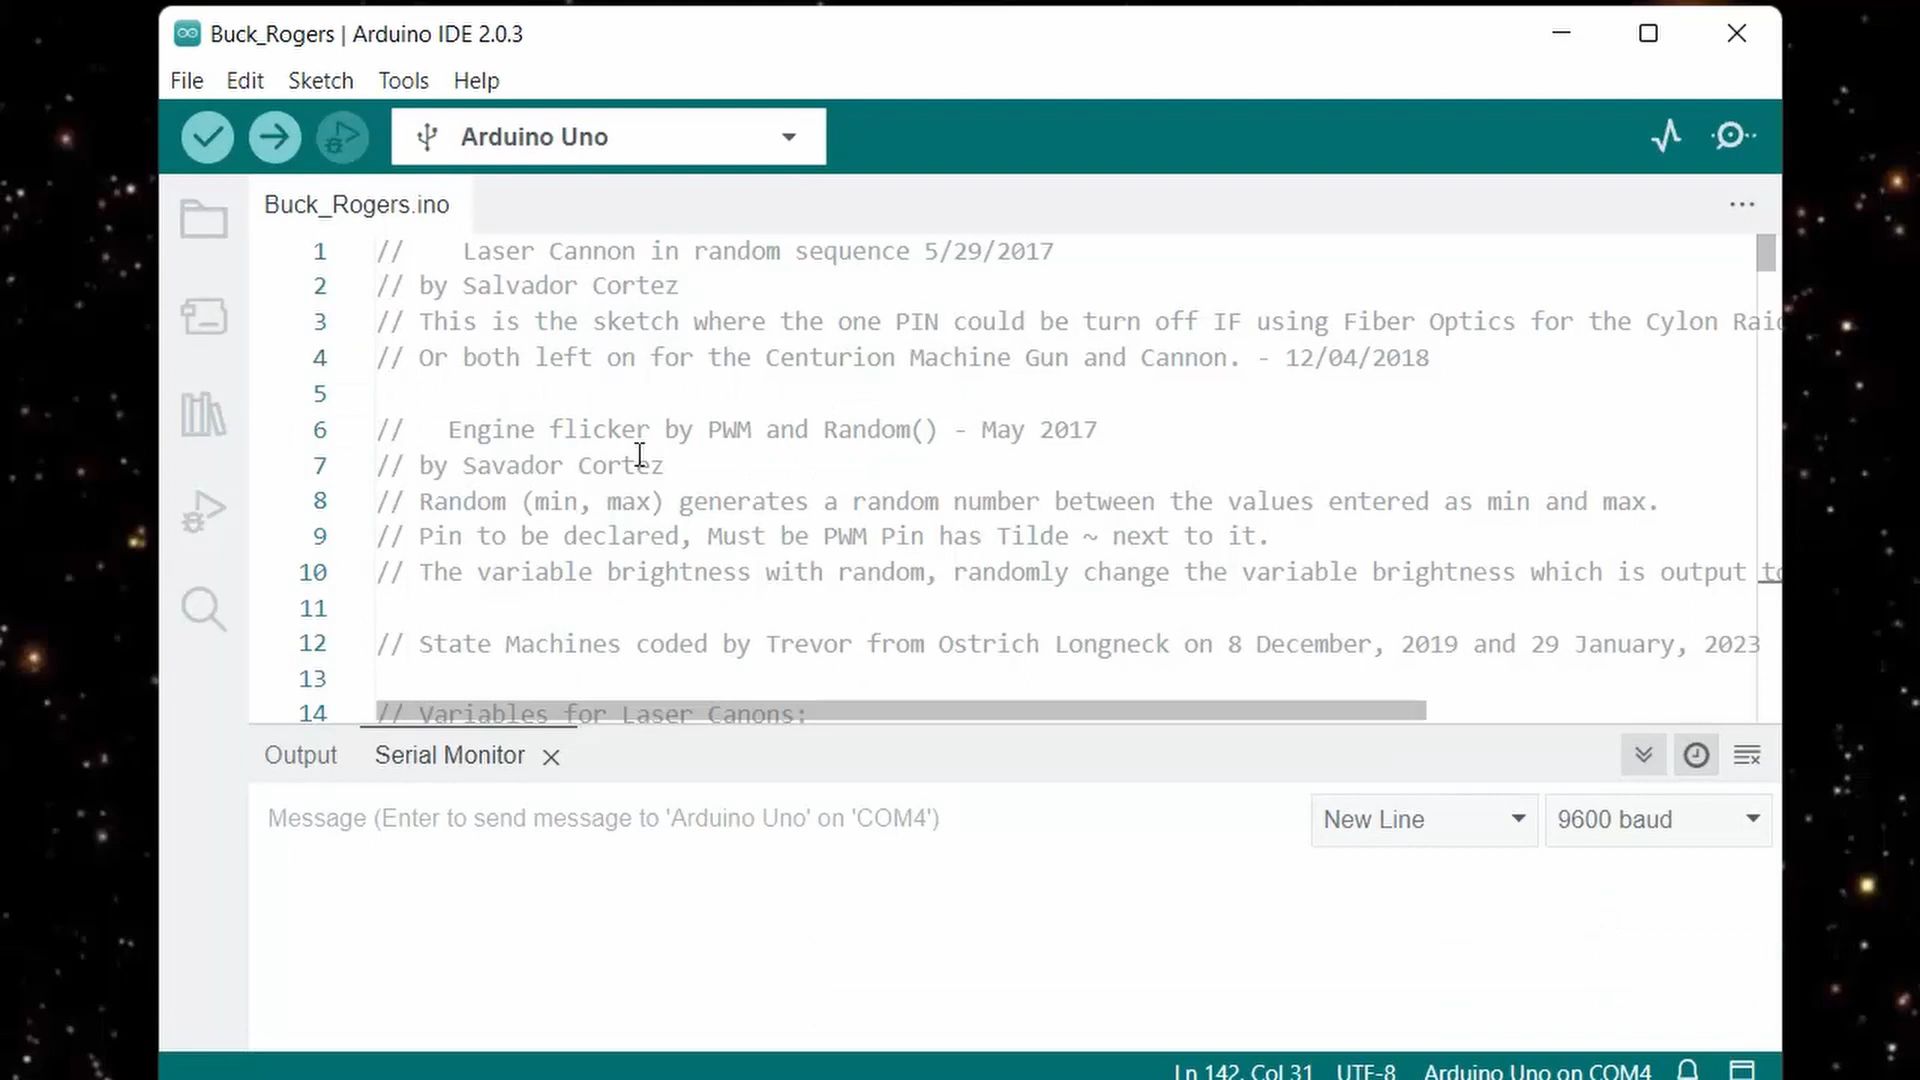 Buck_Rogers | Arduino IDE 2.0.3
File Edit Sketch Tools Help
Arduino Uno
Buck_Rogers.ino
1 // Laser Cannon in random sequence 5/29/2017
2 // by Salvador Cortez
3 // This is the sketch where the one PIN could be turn off IF using Fiber Optics for the Cylon Raid
4 // Or both left on for the Centurion Machine Gun and Cannon. - 12/04/2018
5
6 // Engine flicker by PWM and Random() - May 2017
7 // by Savador Cortez
8 // Random (min, max) generates a random number between the values entered as min and max.
9 // Pin to be declared, Must be PWM Pin has Tilde ~ next to it.
10 // The variable brightness with random, randomly change the variable brightness which is output to
11
12 // State Machines coded by Trevor from Ostrich Longneck on 8 December, 2019 and 29 January, 2023
13
14 // Variables for Laser Canons:
Output Serial Monitor
Message (Enter to send message to 'Arduino Uno' on 'COM4')
New Line 9600 baud
Ln 142, Col 31 UTF-8 Arduino Uno on COM4